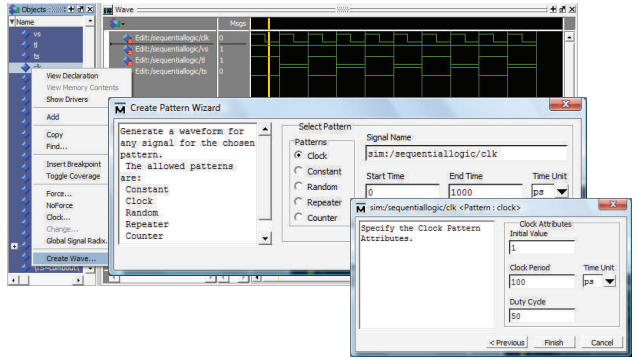 Objects
Name
vs
tl
ts
clk
View Declaration
View Memory Contents
Show Drivers
Add
Copy
Find...
Insert Breakpoint
Toggle Coverage
Force...
NoForce
Clock...
Change...
Global Signal Radix.
Create Wave...
Wave
Msgs
Edit:/sequentiallogic/clk 0
Edit:/sequentiallogic/vs 1
Edit:/sequentiallogic/tl 1
Edit:/sequentiallogic/ts 0
M Create Pattern Wizard
Generate a waveform for
any signal for the chosen
pattern.
The allowed patterns
are:
Constant
Clock
Random
Repeater
Counter
Select Pattern
Patterns
Clock
Constant
Random
Repeater
Counter
Signal Name
sim:/sequentiallogic/clk
Start Time End Time Time Unit
0 1000 ps
M sim:/sequentiallogic/clk <Pattern : clock>
Specify the Clock Pattern
Attributes.
Clock Attributes
Initial Value
1
Clock Period Time Unit
100 ps
Duty Cycle
50
< Previous Finish Cancel